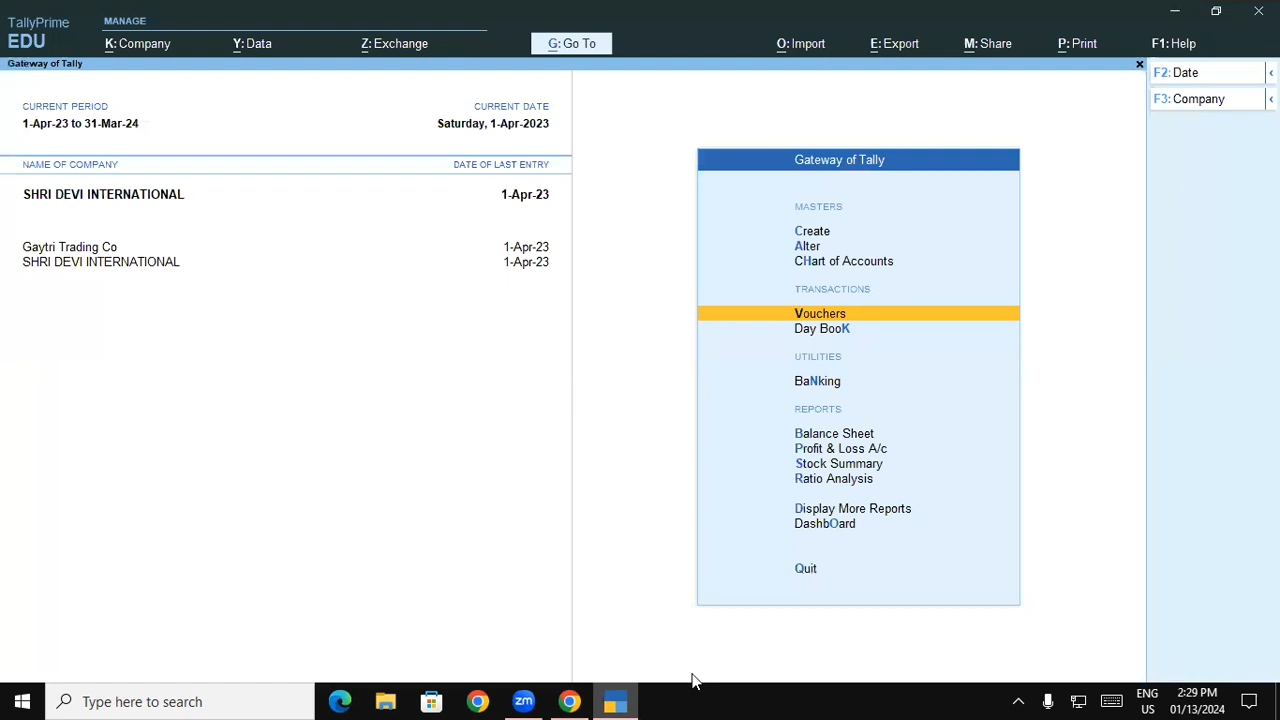 TallyPrime
EDU
MANAGE
K: Company
Y: Data
Z: Exchange
G: Go To
O: Import
E: Export
M: Share
P: Print
F1: Help
Gateway of Tally
F2: Date
F3: Company
CURRENT PERIOD
CURRENT DATE
1-Apr-23 to 31-Mar-24
Saturday, 1-Apr-2023
NAME OF COMPANY
DATE OF LAST ENTRY
SHRI DEVI INTERNATIONAL
1-Apr-23
Gaytri Trading Co
1-Apr-23
SHRI DEVI INTERNATIONAL
1-Apr-23
Gateway of Tally
MASTERS
Create
Alter
CHart of Accounts
TRANSACTIONS
Vouchers
Day BooK
UTILITIES
BaNking
REPORTS
Balance Sheet
Profit & Loss A/c
Stock Summary
Ratio Analysis
Display More Reports
DashbOard
Quit
Type here to search
zm
ENG
US
2:29 PM
01/13/2024